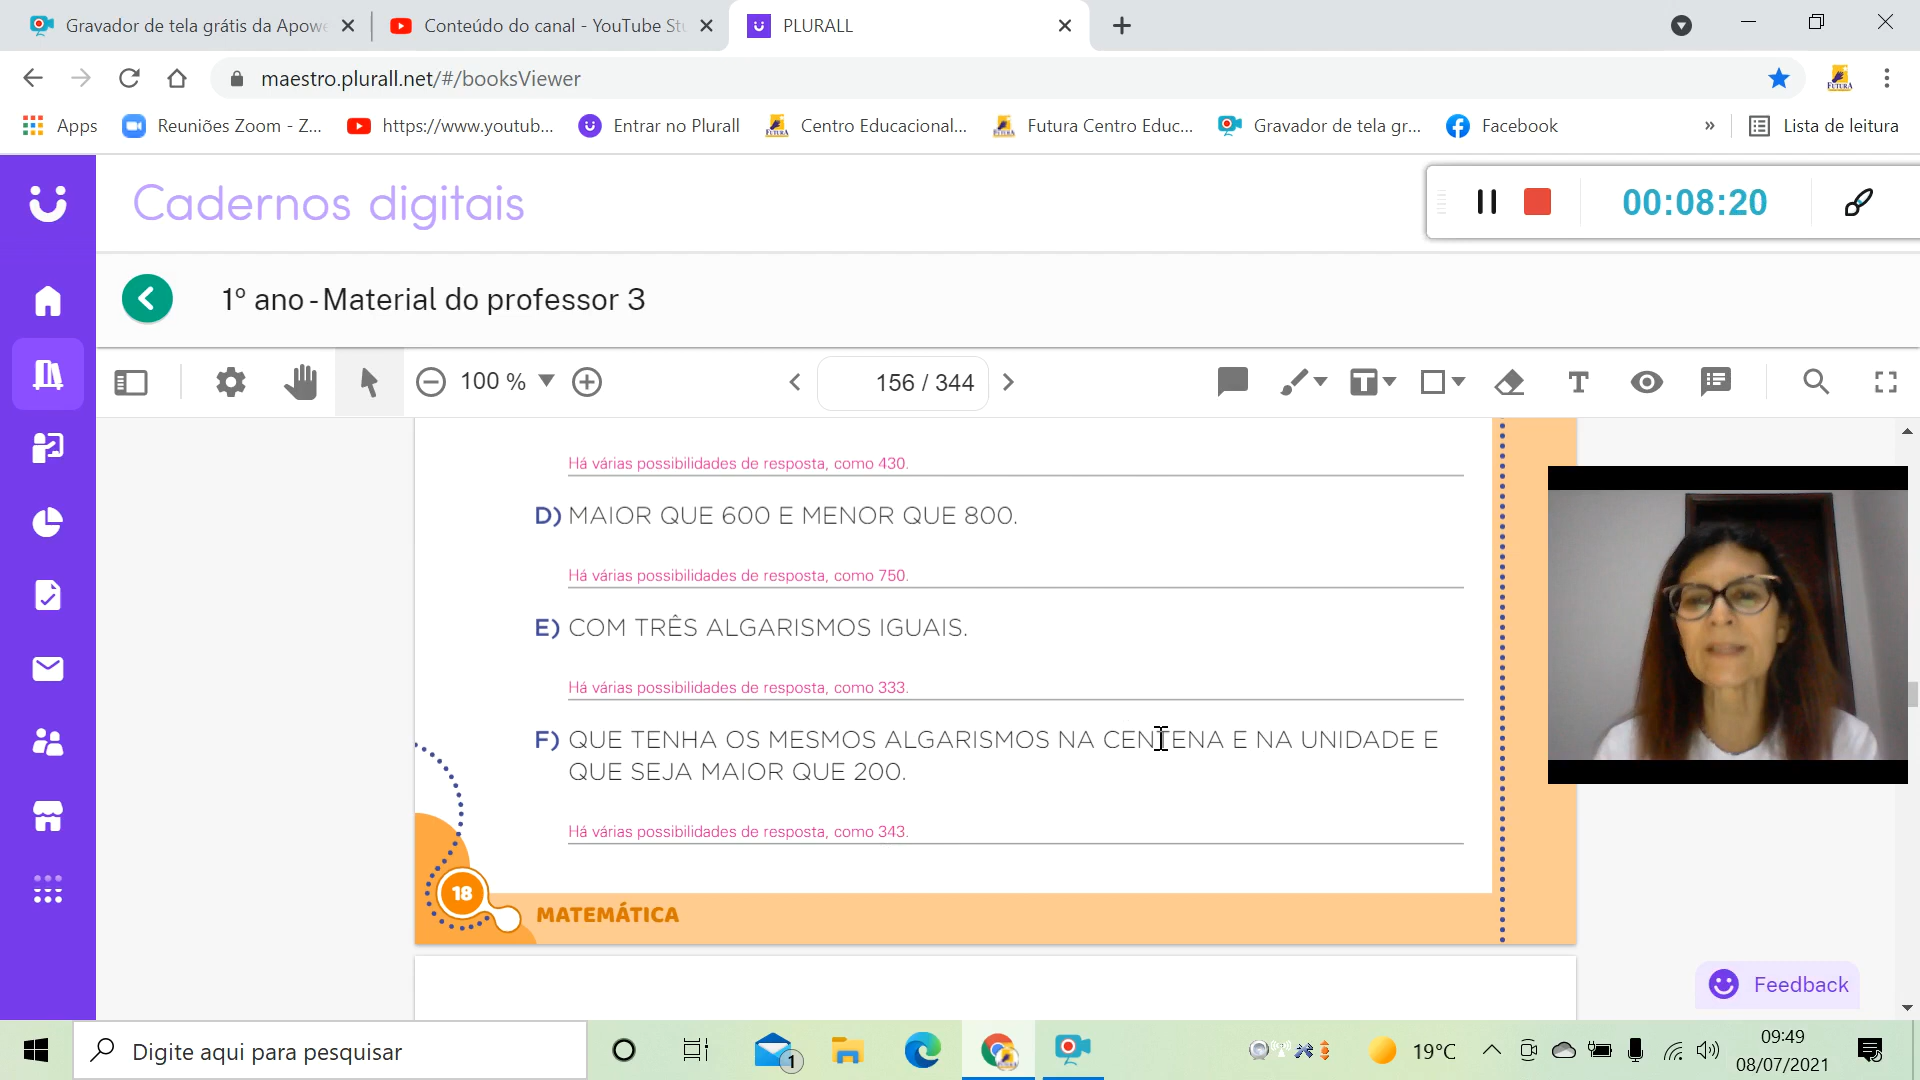 Gravador de tela grátis da Apowe
Conteúdo do canal - YouTube Stu
PLURALL
maestro.plurall.net/#/booksViewer
Apps
Reuniões Zoom - Z...
https://www.youtub...
Entrar no Plurall
Centro Educacional...
Futura Centro Educ...
Gravador de tela gr...
Facebook
»
Lista de leitura
Cadernos digitais
00:08:20
1º ano - Material do professor 3
100 %
156 / 344
Há várias possibilidades de resposta, como 430.
D) MAIOR QUE 600 E MENOR QUE 800.
Há várias possibilidades de resposta, como 750.
E) COM TRÊS ALGARISMOS IGUAIS.
Há várias possibilidades de resposta, como 333.
F) QUE TENHA OS MESMOS ALGARISMOS NA CENTENA E NA UNIDADE E
QUE SEJA MAIOR QUE 200.
Há várias possibilidades de resposta, como 343.
18
MATEMÁTICA
Feedback
Digite aqui para pesquisar
1
19°C
09:49
08/07/2021